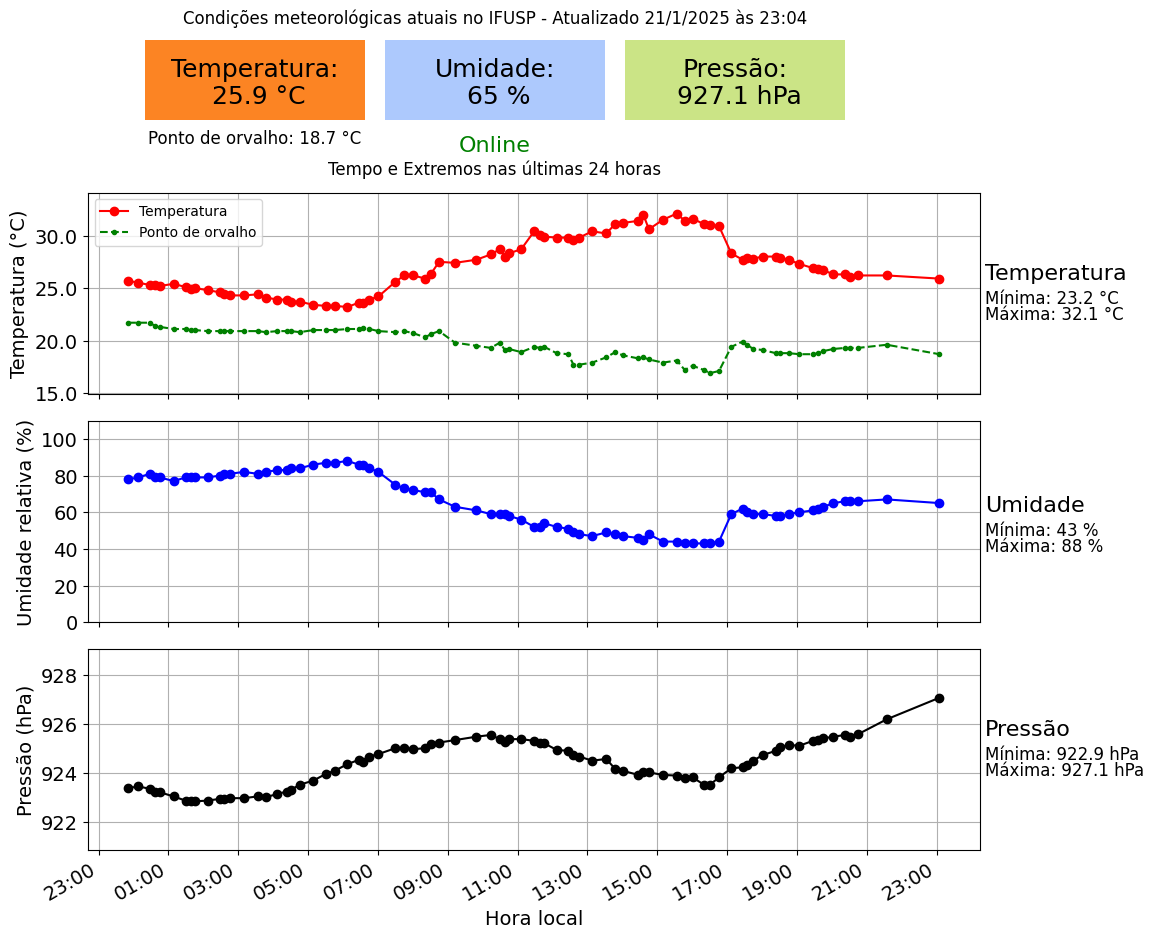 Condições meteorológicas atuais no IFUSP - Atualizado 21/1/2025 às 23:04
Temperatura:
25.9 °C
Umidade:
65 %
Pressão:
927.1 hPa
Ponto de orvalho: 18.7 °C
Online
Tempo e Extremos nas últimas 24 horas
Temperatura (°C)
30.0
25.0
20.0
15.0
Temperatura
Ponto de orvalho
Temperatura
Mínima: 23.2 °C
Máxima: 32.1 °C
Umidade relativa (%)
100
80
60
40
20
0
Umidade
Mínima: 43 %
Máxima: 88 %
Pressão (hPa)
928
926
924
922
Pressão
Mínima: 922.9 hPa
Máxima: 927.1 hPa
23:00
01:00
03:00
05:00
07:00
09:00
11:00
13:00
15:00
17:00
19:00
21:00
23:00
Hora local